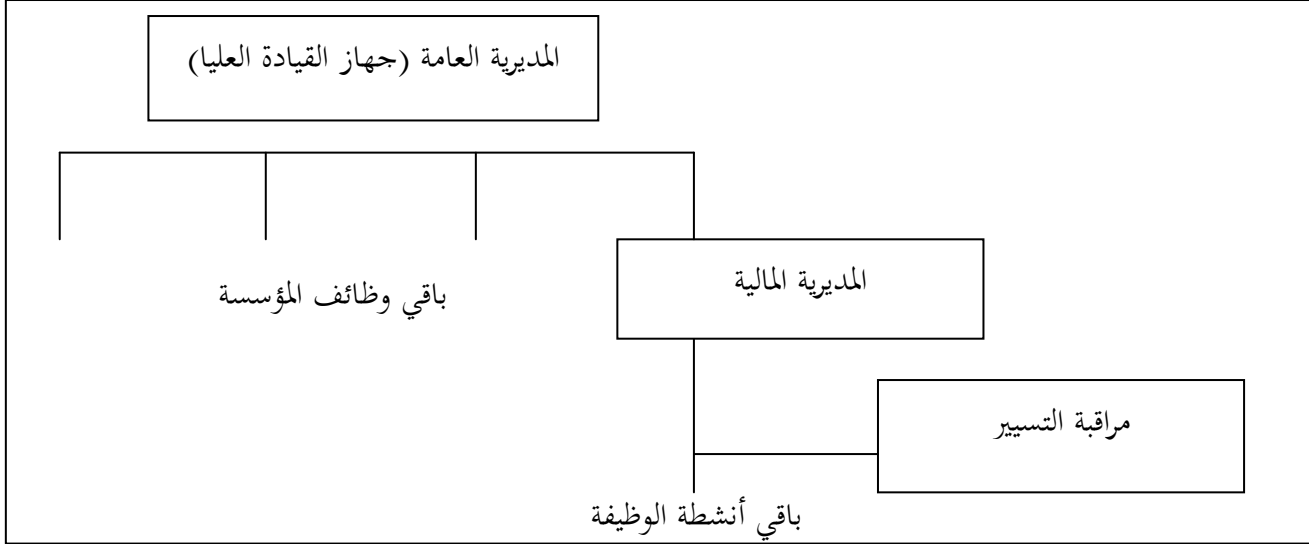 المديرية العامة (جهاز القيادة العليا)
المديرية المالية
باقي وظائف المؤسسة
مراقبة التسيير
باقي أنشطة الوظيفة